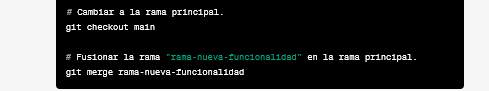 # Cambiar a la rama principal.
git checkout main
# Fusionar la rama "rama-nueva-funcionalidad" en la rama principal.
git merge rama-nueva-funcionalidad